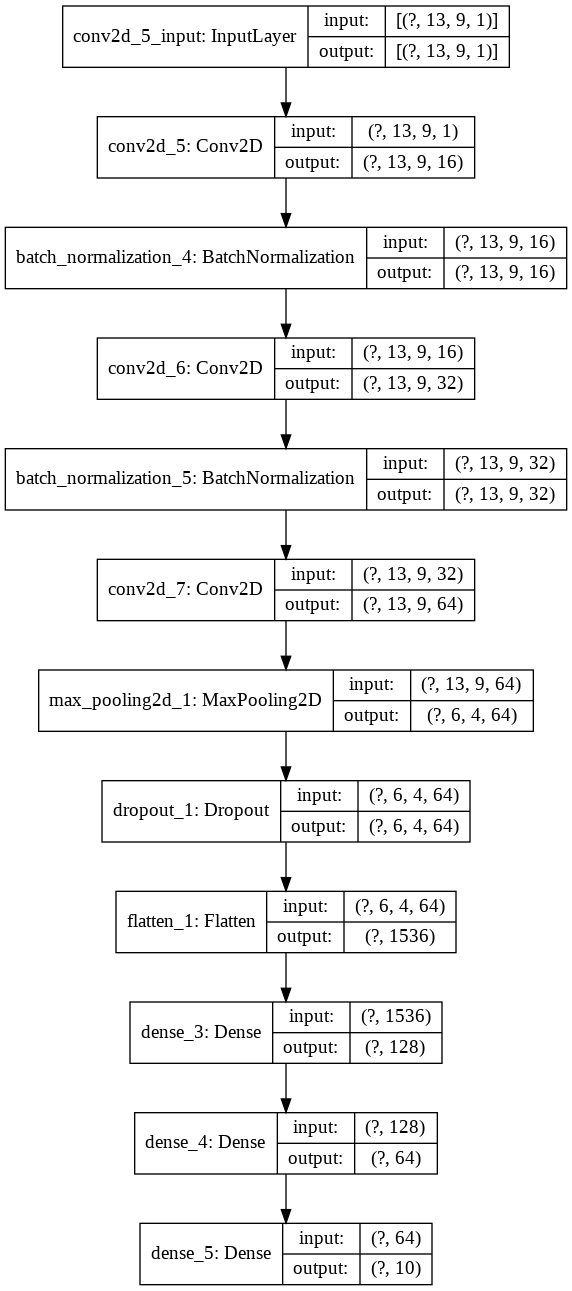 conv2d_5_input: InputLayer
input: [(?, 13, 9, 1)]
output: [(?, 13, 9, 1)]
conv2d_5: Conv2D
input: (?, 13, 9, 1)
output: (?, 13, 9, 16)
batch_normalization_4: BatchNormalization
input: (?, 13, 9, 16)
output: (?, 13, 9, 16)
conv2d_6: Conv2D
input: (?, 13, 9, 16)
output: (?, 13, 9, 32)
batch_normalization_5: BatchNormalization
input: (?, 13, 9, 32)
output: (?, 13, 9, 32)
conv2d_7: Conv2D
input: (?, 13, 9, 32)
output: (?, 13, 9, 64)
max_pooling2d_1: MaxPooling2D
input: (?, 13, 9, 64)
output: (?, 6, 4, 64)
dropout_1: Dropout
input: (?, 6, 4, 64)
output: (?, 6, 4, 64)
flatten_1: Flatten
input: (?, 6, 4, 64)
output: (?, 1536)
dense_3: Dense
input: (?, 1536)
output: (?, 128)
dense_4: Dense
input: (?, 128)
output: (?, 64)
dense_5: Dense
input: (?, 64)
output: (?, 10)